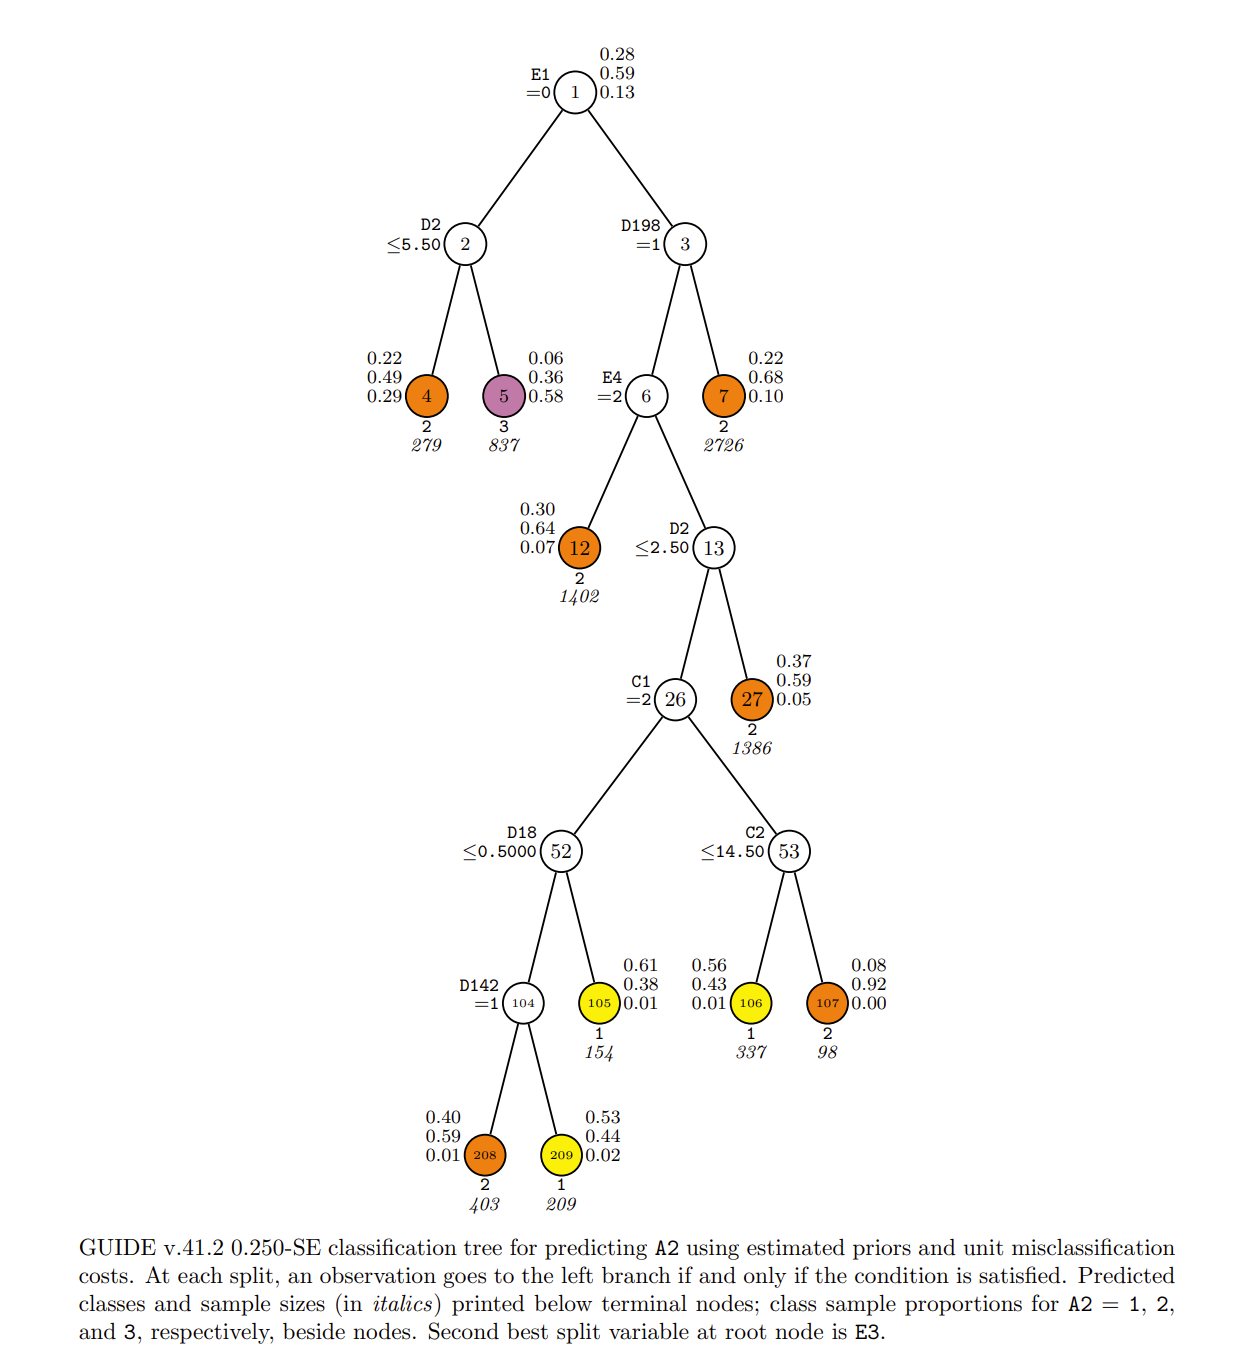 0.28
E1 0.59
=0 1 0.13
D2 D198
≤5.50 2 =1 3
0.22 0.06 0.22
0.49 0.36 E4 0.68
0.29 4 5 0.58 =2 6 7 0.10
2 3 2
279 837 2726
0.30
0.64 D2
0.07 12 ≤2.50 13
2
1402
0.37
C1 0.59
=2 26 27 0.05
2
1386
D18 C2
≤0.5000 52 ≤14.50 53
0.61 0.56 0.08
D142 0.38 0.43 0.92
=1 104 105 0.01 0.01 106 107 0.00
1 1 2
154 337 98
0.40 0.53
0.59 0.44
0.01 208 209 0.02
2 1
403 209
GUIDE v.41.2 0.250-SE classification tree for predicting A2 using estimated priors and unit misclassification
costs. At each split, an observation goes to the left branch if and only if the condition is satisfied. Predicted
classes and sample sizes (in italics) printed below terminal nodes; class sample proportions for A2 = 1, 2,
and 3, respectively, beside nodes. Second best split variable at root node is E3.